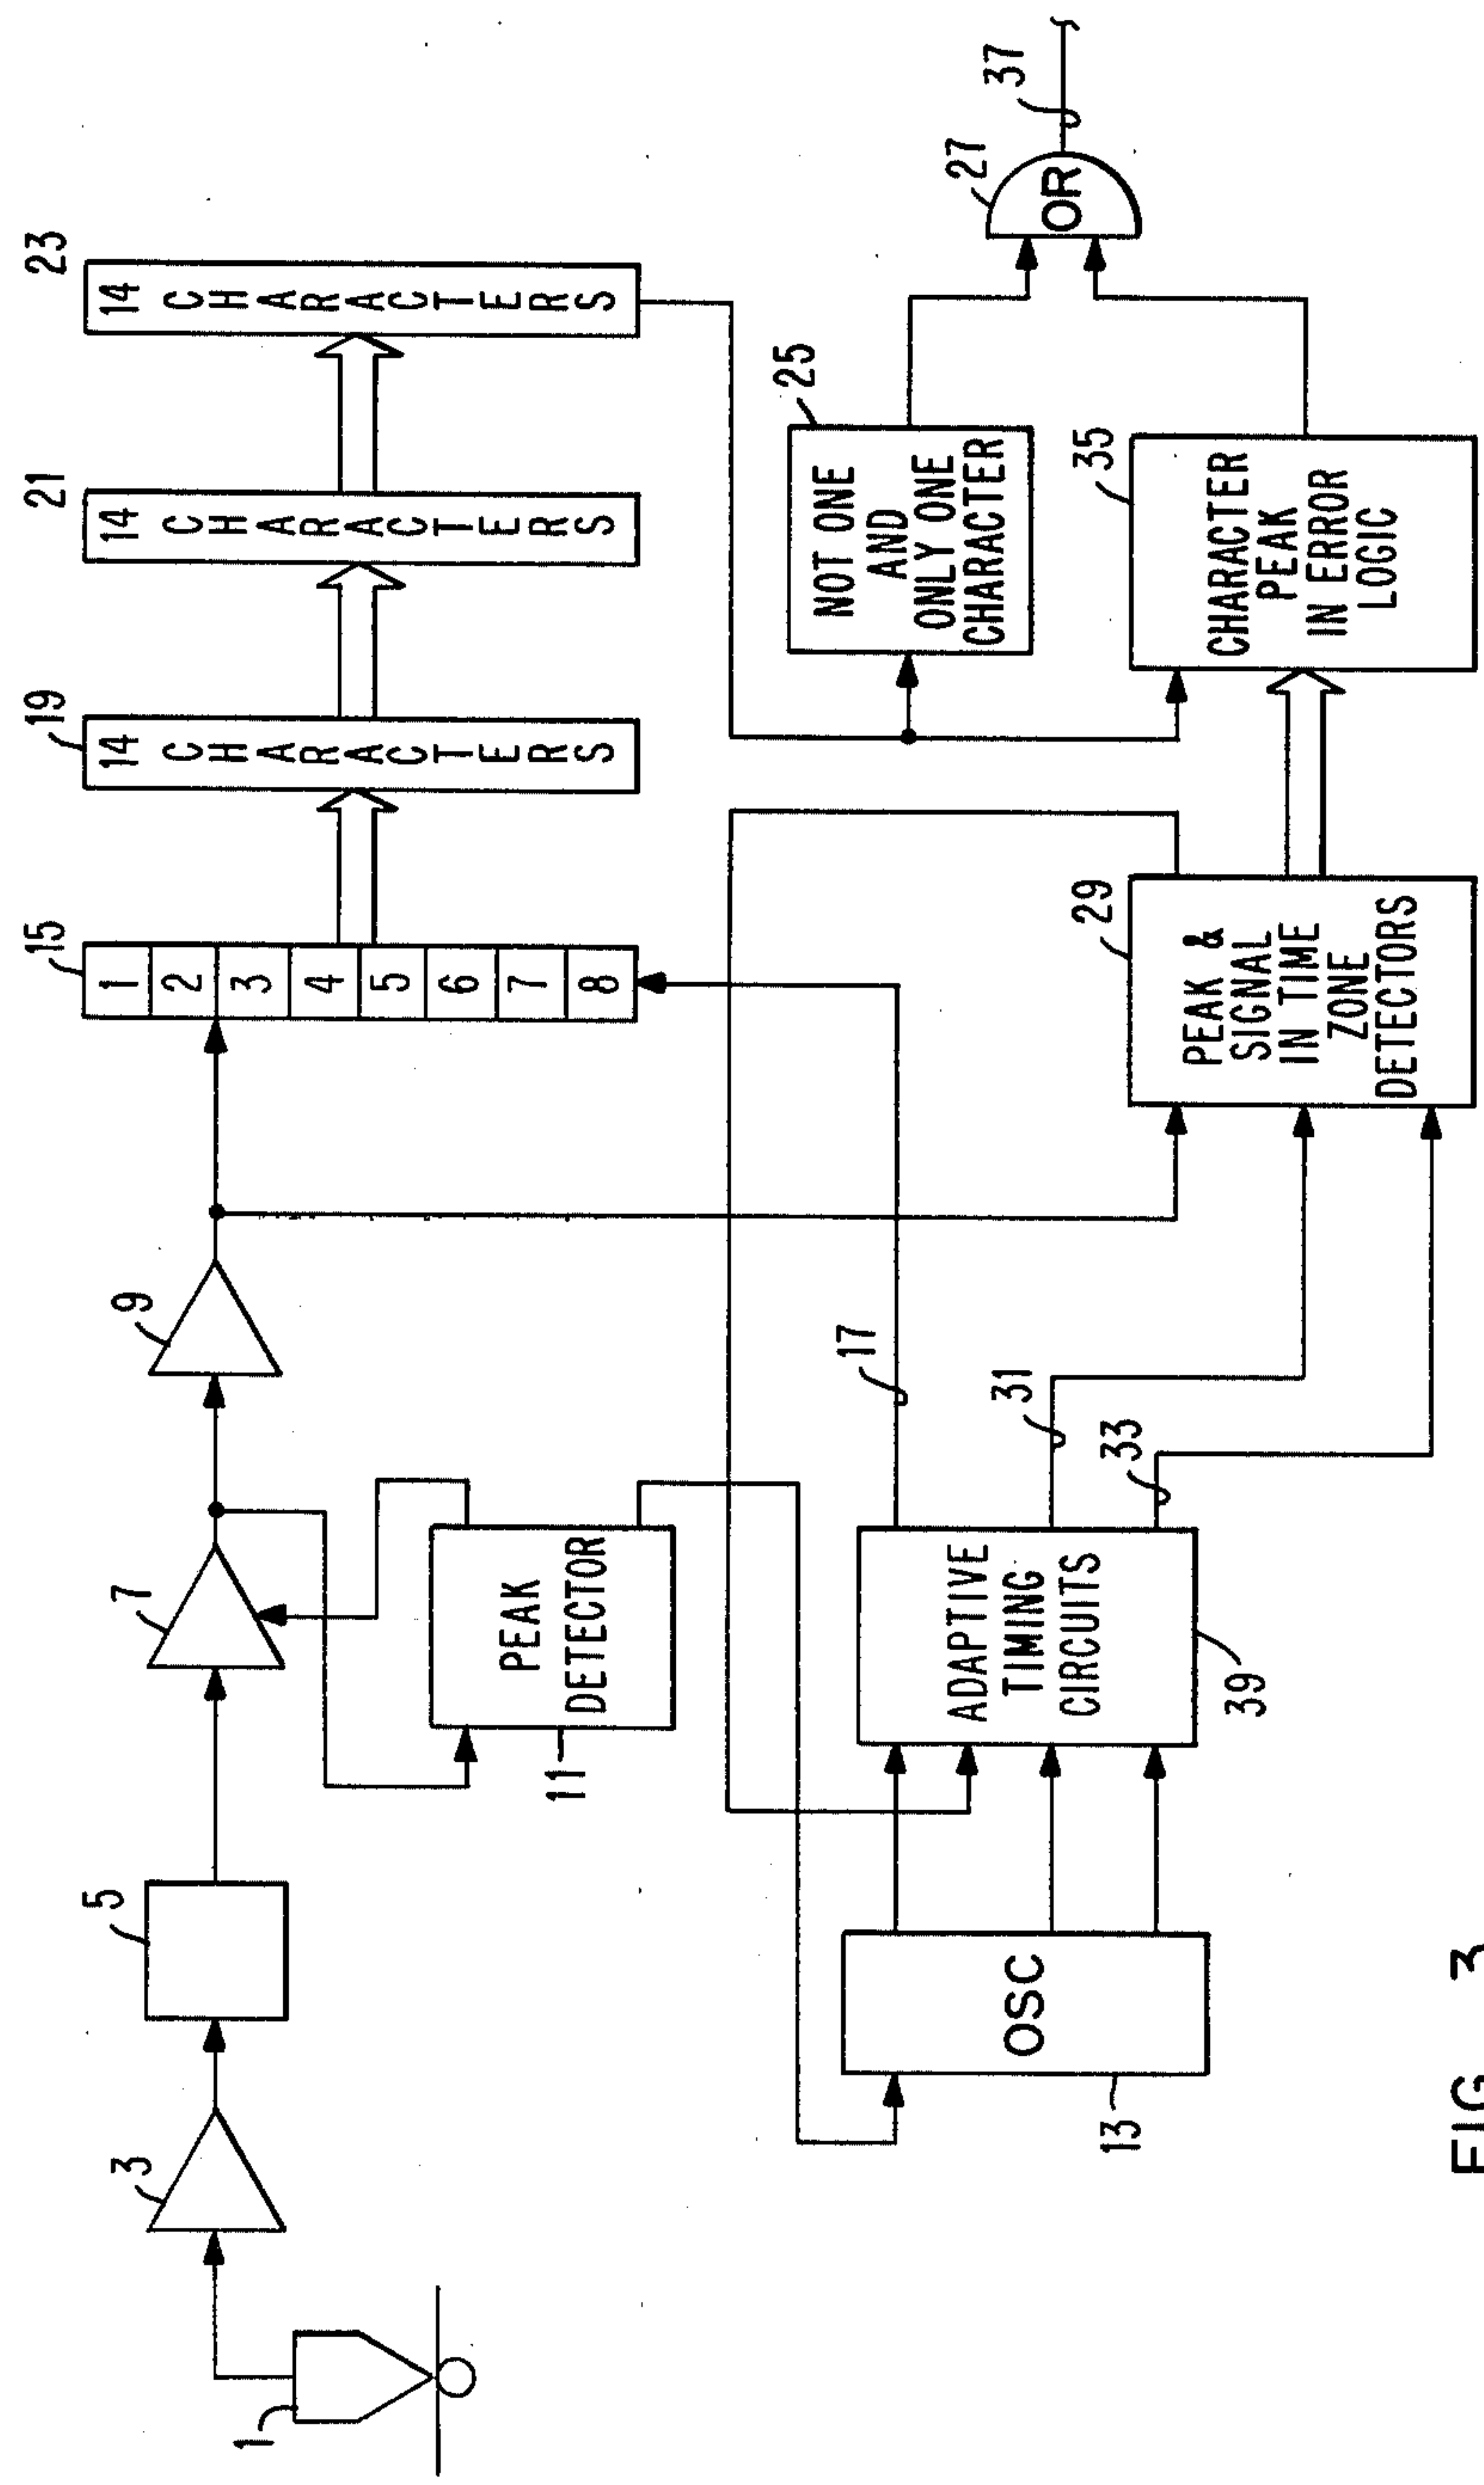 23
14 CHARACTERS
21
14 CHARACTERS
19
14 CHARACTERS
15
1 2 3 4 5 6 7 8
9
7
5
3
1
PEAK
DETECTOR
11
17
31
33
ADAPTIVE
TIMING
CIRCUITS
39
OSC
13
29
PEAK &
SIGNAL
IN TIME
ZONE
DETECTORS
25
NOT ONE
AND
ONLY ONE
CHARACTER
35
CHARACTER
PEAK
IN ERROR
LOGIC
27
OR
37
FIG. 3